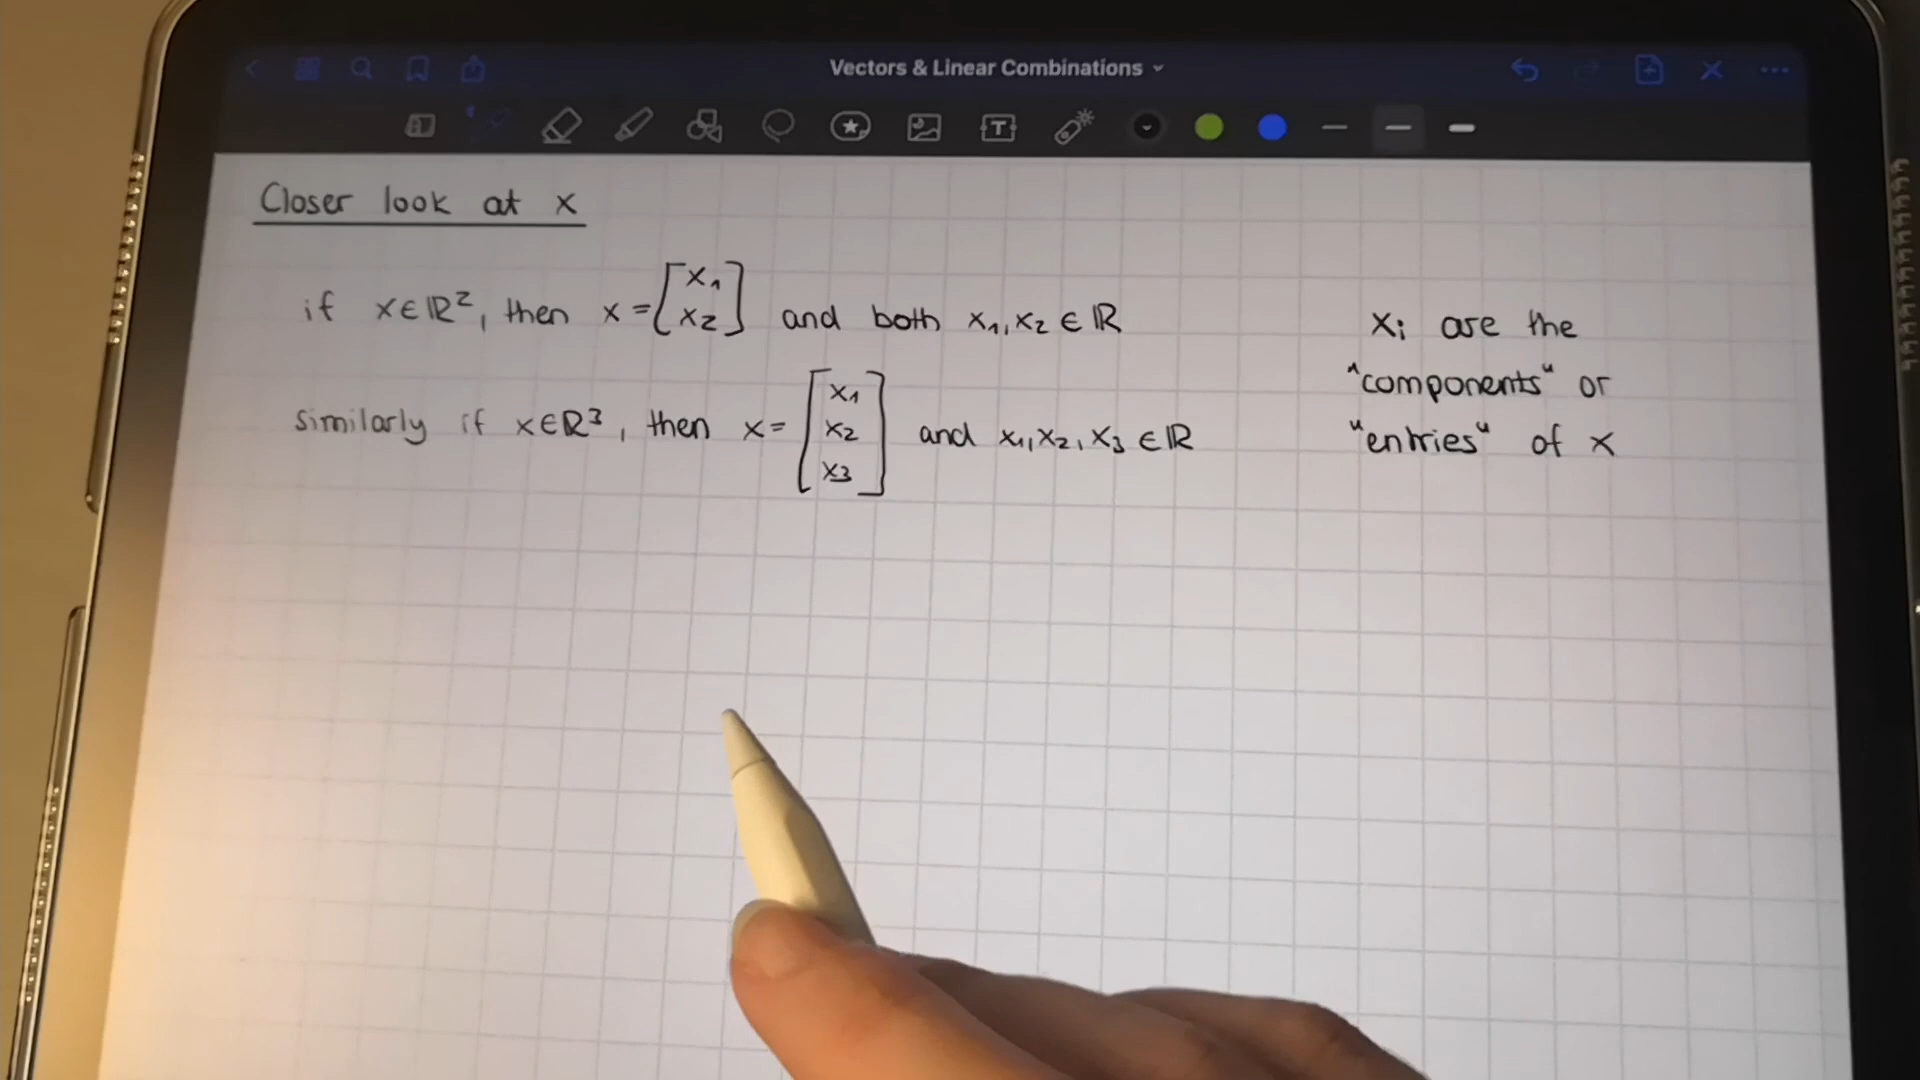 Vectors & Linear Combinations
Closer look at x
if x∈ℝ², then x = [x₁ x₂] and both x₁, x₂ ∈ ℝ
similarly if x∈ℝ³, then x = [x₁ x₂ x₃] and x₁, x₂, x₃ ∈ ℝ
xᵢ are the
"components" or
"entries" of x